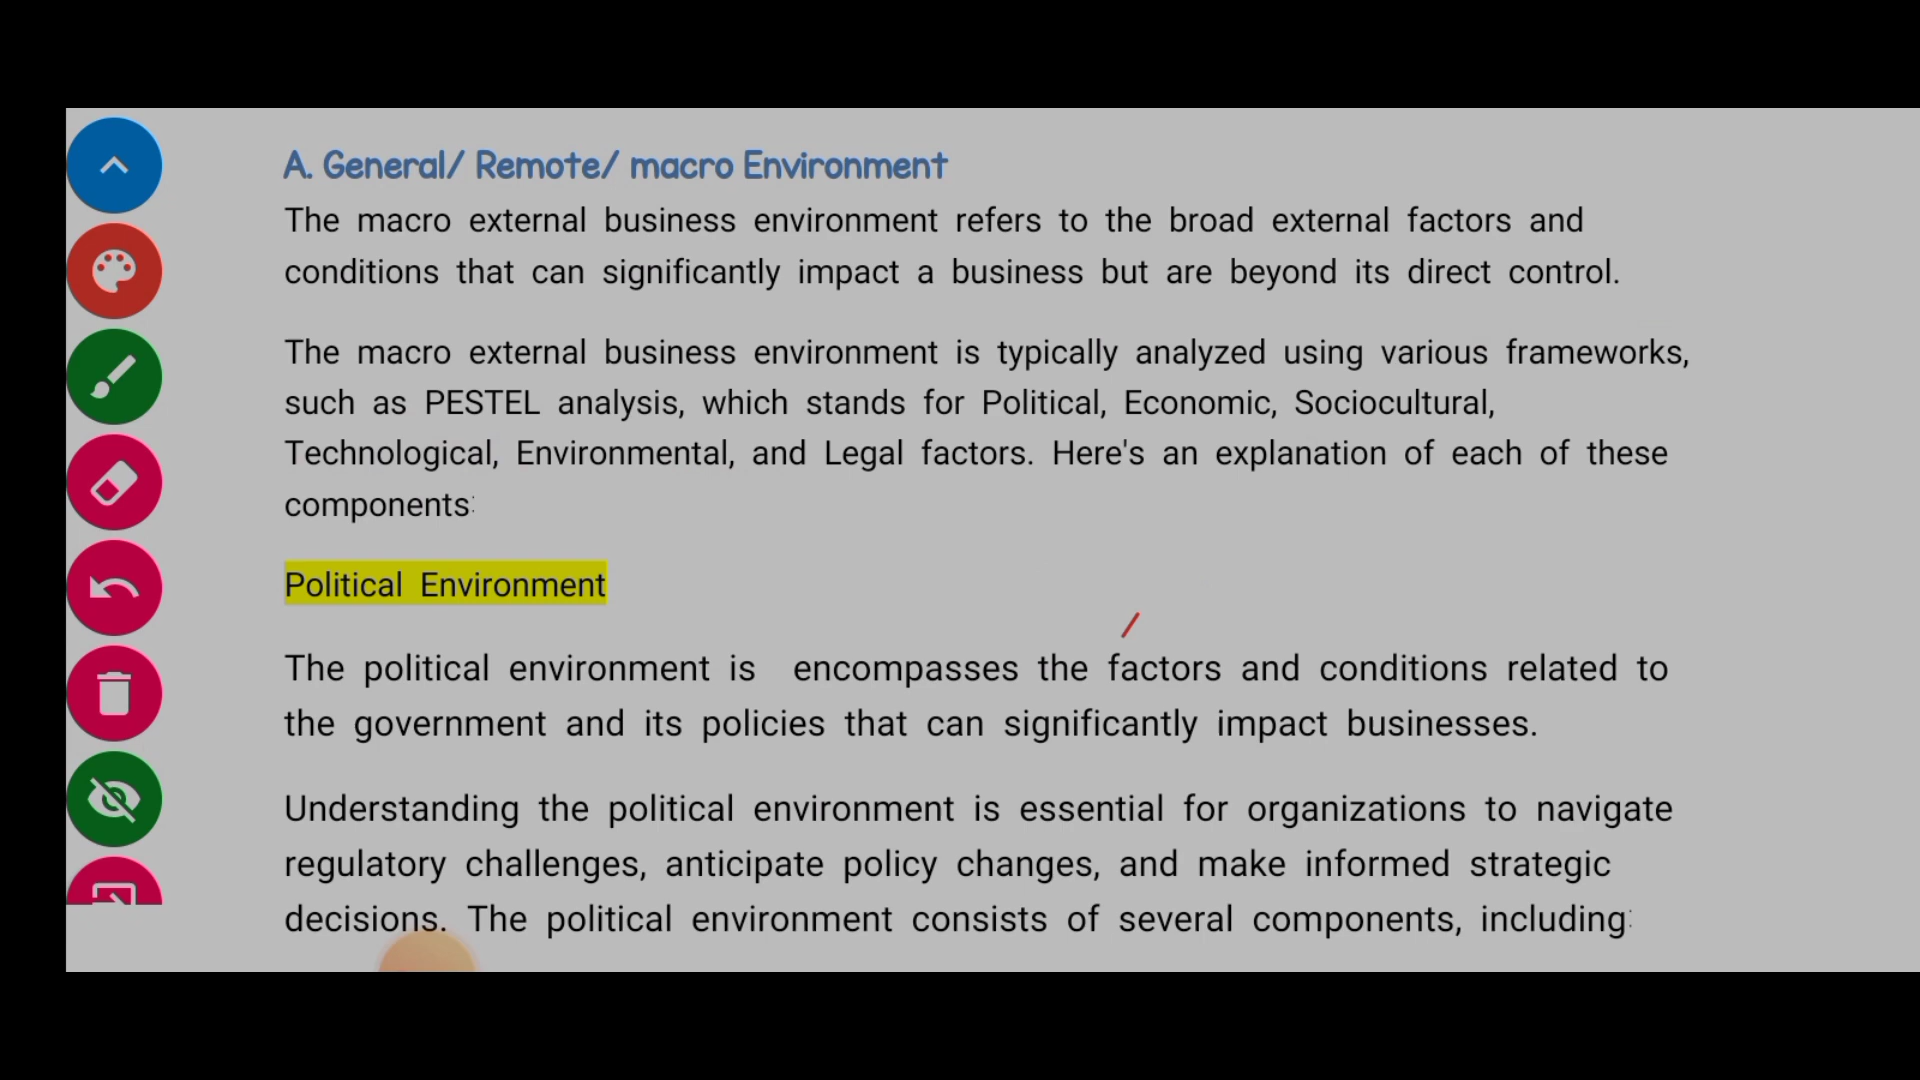 A. General/ Remote/ macro Environment
The macro external business environment refers to the broad external factors and
conditions that can significantly impact a business but are beyond its direct control.
The macro external business environment is typically analyzed using various frameworks,
such as PESTEL analysis, which stands for Political, Economic, Sociocultural,
Technological, Environmental, and Legal factors. Here's an explanation of each of these
components:
Political Environment
The political environment is encompasses the factors and conditions related to
the government and its policies that can significantly impact businesses.
Understanding the political environment is essential for organizations to navigate
regulatory challenges, anticipate policy changes, and make informed strategic
decisions. The political environment consists of several components, including: